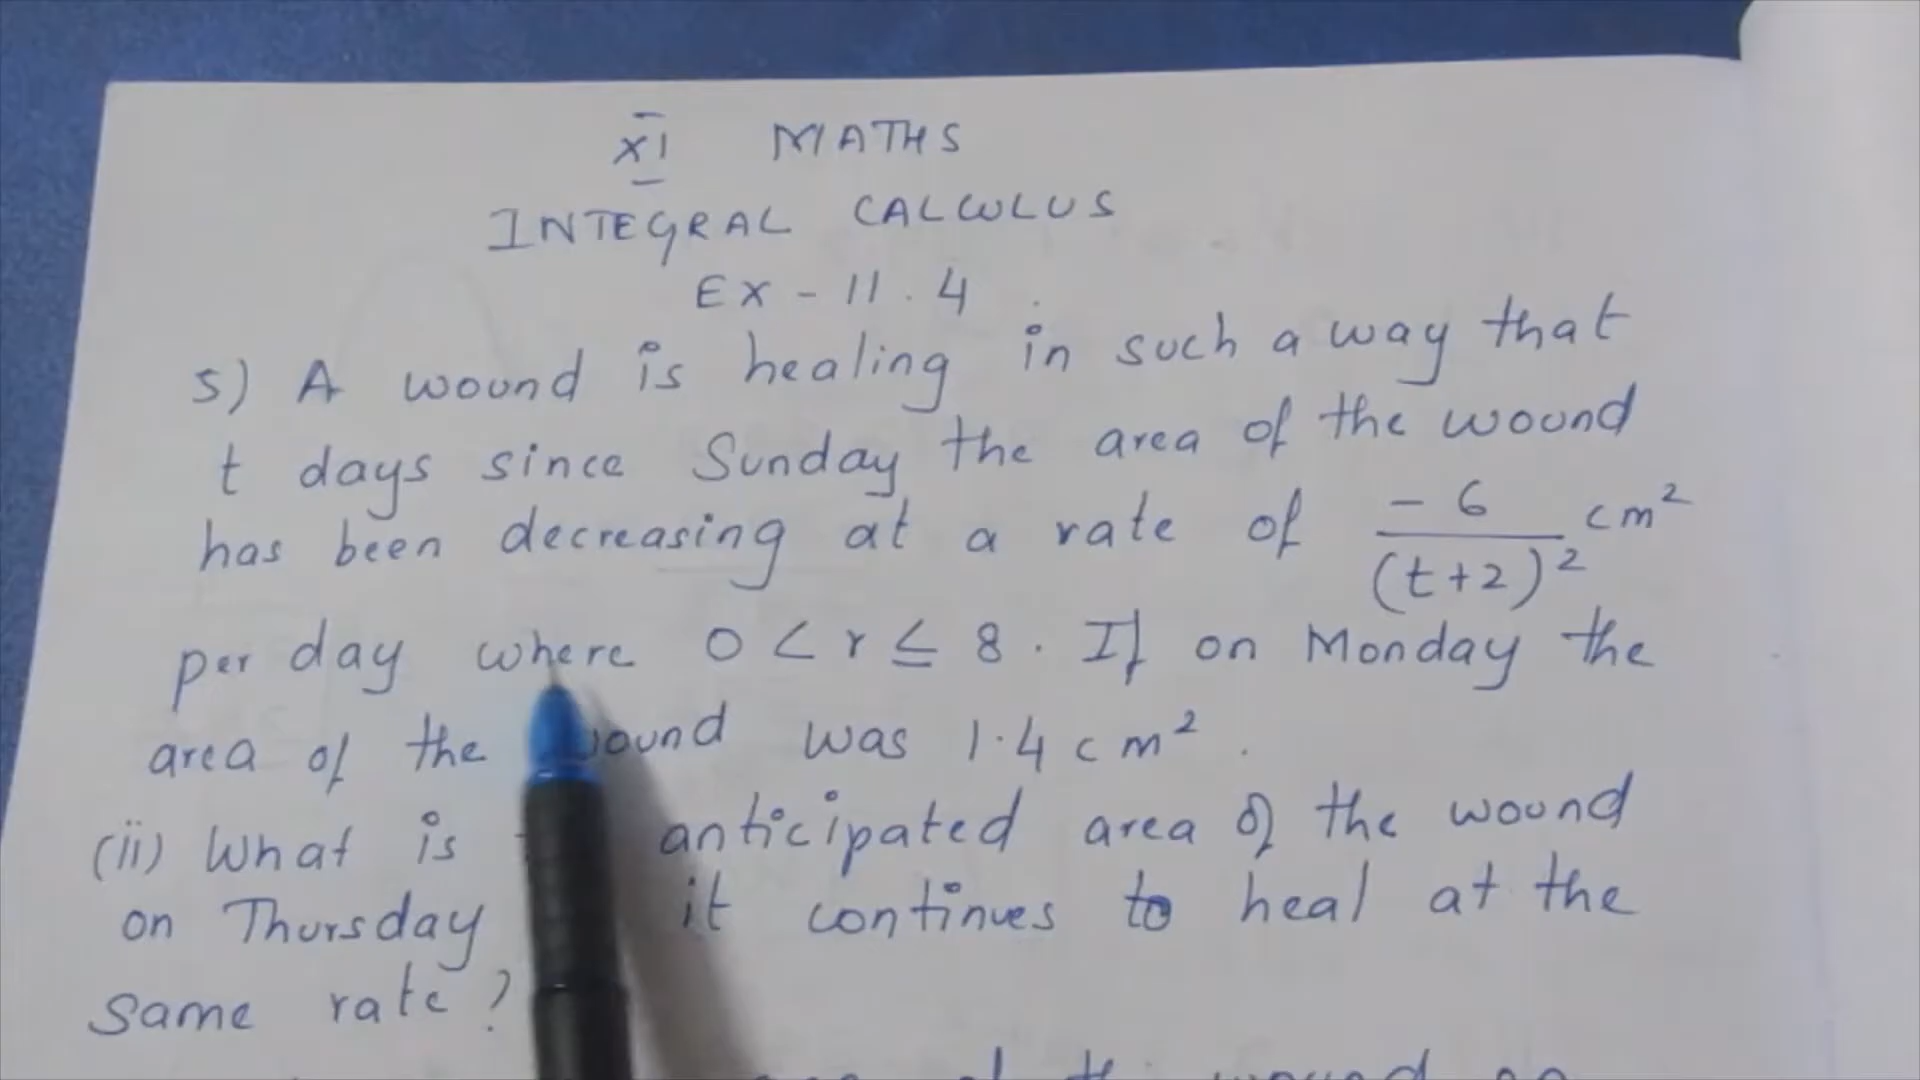 XI MATHS
INTEGRAL CALCULUS
EX - 11.4
5) A wound is healing in such a way that
t days since Sunday the area of the wound
has been decreasing at a rate of -6/(t+2)² cm²
per day where 0 < r ≤ 8. If on Monday the
area of the wound was 1.4 cm².
(ii) What is anticipated area of the wound
on Thursday it continues to heal at the
same rate?